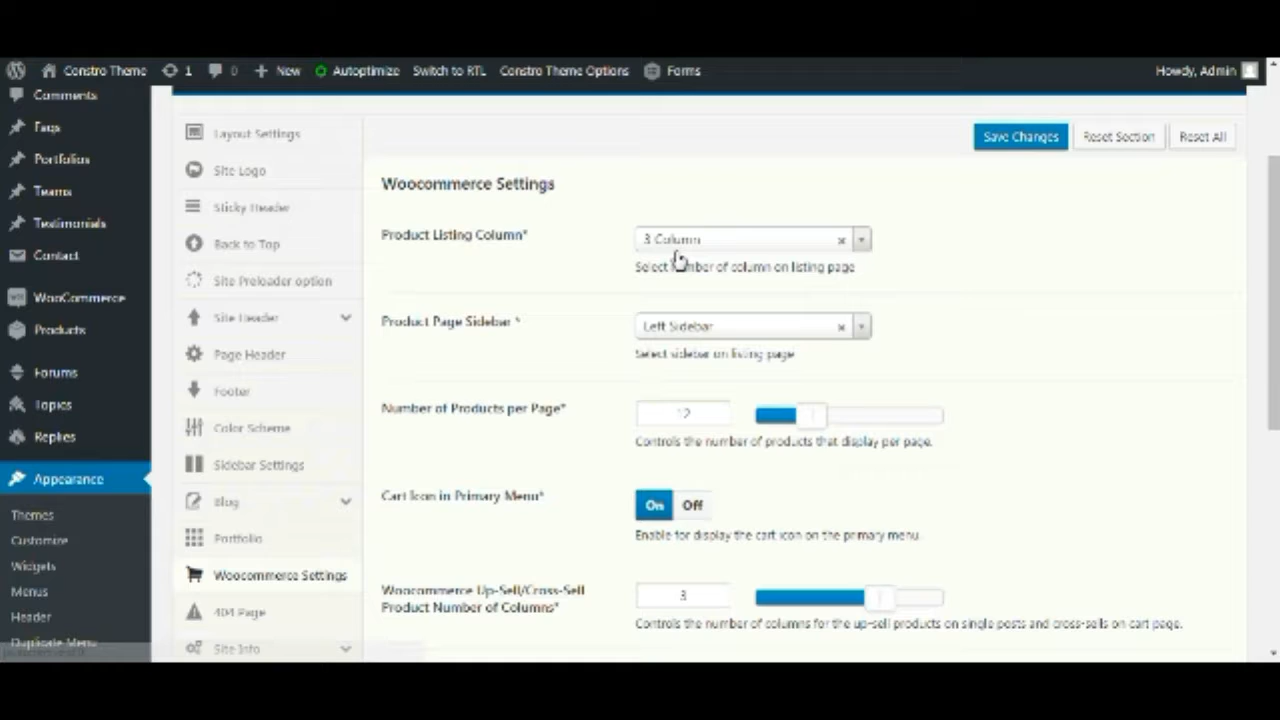 Constro Theme 1 0 New Autoptimize Switch to RTL Constro Theme Options Forms Howdy, Admin
Comments
Faqs
Portfolios
Teams
Testimonials
Contact
WooCommerce
Products
Forums
Topics
Replies
Appearance
Themes
Customize
Widgets
Menus
Header
Duplicate Menu
Layout Settings
Site Logo
Sticky Header
Back to Top
Site Preloader option
Site Header
Page Header
Footer
Color Scheme
Sidebar Settings
Blog
Portfolio
Woocommerce Settings
404 Page
Site Info
Save Changes Reset Section Reset All
Woocommerce Settings
Product Listing Column*
3 Column
Select number of column on listing page
Product Page Sidebar *
Left Sidebar
Select sidebar on listing page
Number of Products per Page*
12
Controls the number of products that display per page.
Cart Icon in Primary Menu*
On Off
Enable for display the cart icon on the primary menu.
Woocommerce Up-Sell/Cross-Sell
Product Number of Columns*
3
Controls the number of columns for the up-sell products on single posts and cross-sells on cart page.